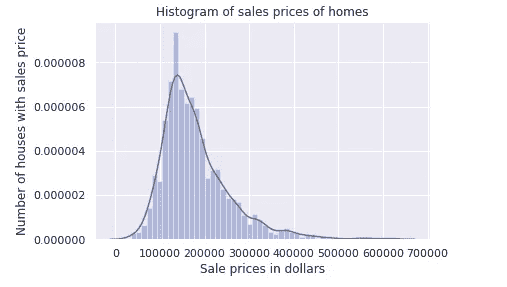 Histogram of sales prices of homes
Number of houses with sales price
0.000008
0.000006
0.000004
0.000002
0.000000
0 100000 200000 300000 400000 500000 600000 700000
Sale prices in dollars